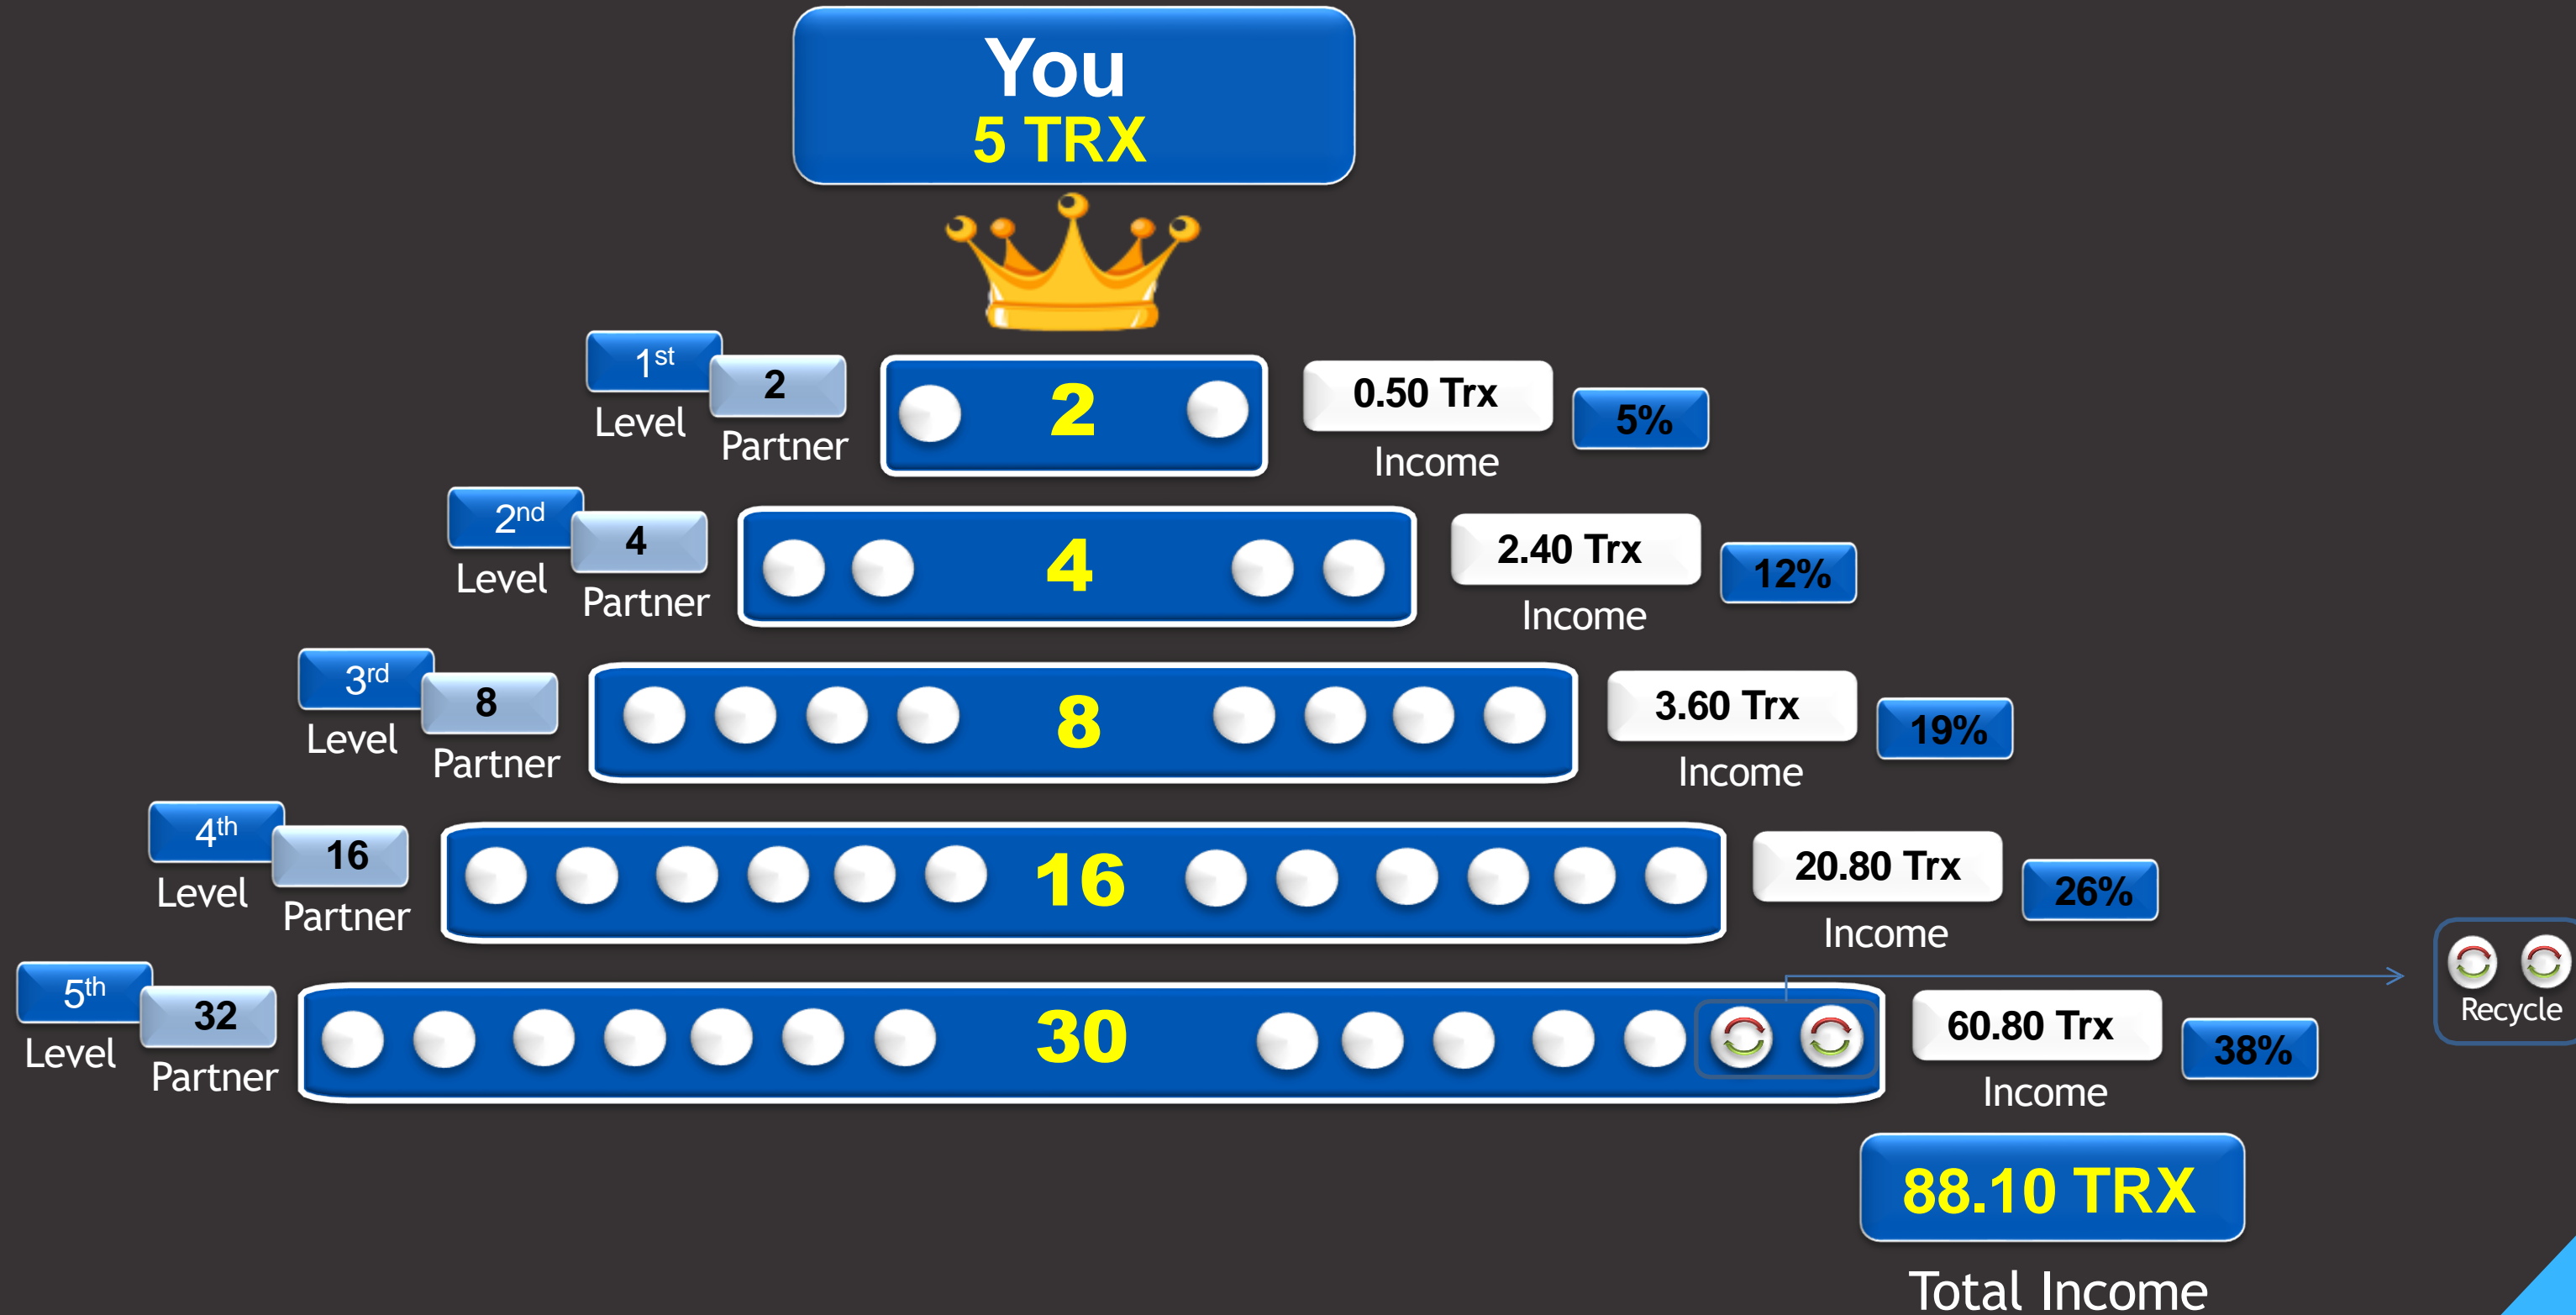 You
5 TRX
1st
Level
2
Partner
2
0.50 Trx
Income
5%
2nd
Level
4
Partner
4
2.40 Trx
Income
12%
3rd
Level
8
Partner
8
3.60 Trx
Income
19%
4th
Level
16
Partner
16
20.80 Trx
Income
26%
5th
Level
32
Partner
30
60.80 Trx
Income
38%
Recycle
88.10 TRX
Total Income